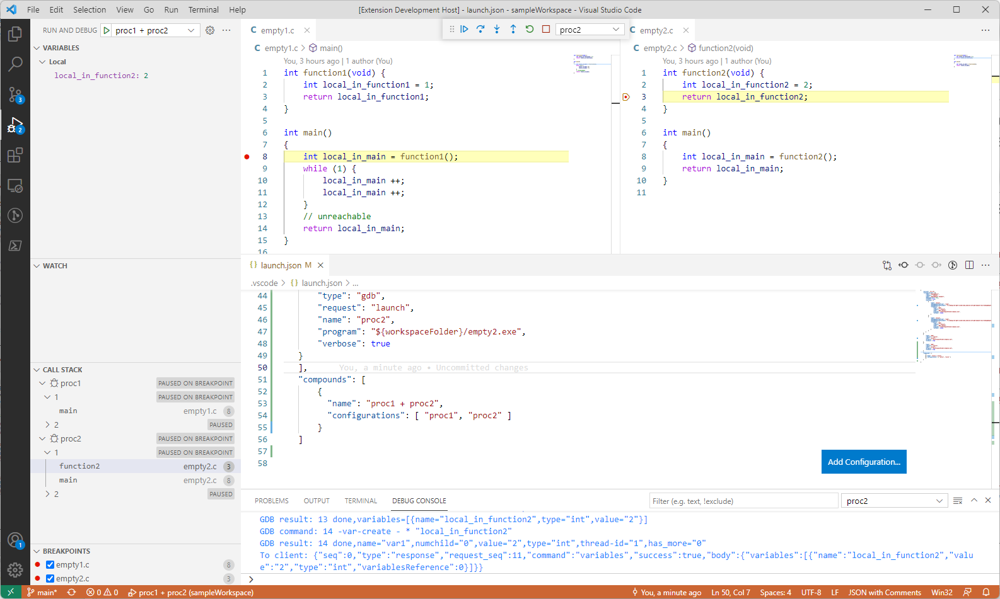 File Edit Selection View Go Run Terminal Help [Extension Development Host] - launch.json - sampleWorkspace - Visual Studio Code
RUN AND DEBUG proc1 + proc2 ···
VARIABLES
Local
local_in_function2: 2
WATCH
CALL STACK
proc1 PAUSED ON BREAKPOINT
1 PAUSED ON BREAKPOINT
main empty1.c 8
2 PAUSED
proc2 PAUSED ON BREAKPOINT
1 PAUSED ON BREAKPOINT
function2 empty2.c 3
main empty2.c 8
2 PAUSED
BREAKPOINTS
empty1.c 8
empty2.c 3
3
2
1
C empty1.c
C empty1.c > main()
You, 3 hours ago | 1 author (You)
1 int function1(void) {
2 int local_in_function1 = 1;
3 return local_in_function1;
4 }
5
6 int main()
7 {
8 int local_in_main = function1();
9 while (1) {
10 local_in_main ++;
11 local_in_main ++;
12 }
13 // unreachable
14 return local_in_main;
15 }
16
proc2
C empty2.c
C empty2.c > function2(void)
You, 3 hours ago | 1 author (You)
1 int function2(void) {
2 int local_in_function2 = 2;
3 return local_in_function2;
4 }
5
6 int main()
7 {
8 int local_in_main = function2();
9 return local_in_main;
10 }
11
{} launch.json M
.vscode > {} launch.json > ...
44 "type": "gdb",
45 "request": "launch",
46 "name": "proc2",
47 "program": "${workspaceFolder}/empty2.exe",
48 "verbose": true
49 }
50 ], You, a minute ago • Uncommitted changes
51 "compounds": [
52 {
53 "name": "proc1 + proc2",
54 "configurations": [ "proc1", "proc2" ]
55 }
56 ]
57
58
Add Configuration...
PROBLEMS OUTPUT TERMINAL DEBUG CONSOLE Filter (e.g. text, !exclude) proc2
GDB result: 13 done,variables=[{name="local_in_function2",type="int",value="2"}]
GDB command: 14 -var-create - * "local_in_function2"
GDB result: 14 done,name="var1",numchild="0",value="2",type="int",thread-id="1",has_more="0"
To client: {"seq":0,"type":"response","request_seq":11,"command":"variables","success":true,"body":{"variables":[{"name":"local_in_function2","valu
e":"2","type":"int","variablesReference":0}]}}
>
main* 0 0 proc1 + proc2 (sampleWorkspace) You, a minute ago Ln 50, Col 7 Spaces: 4 UTF-8 LF JSON with Comments Win32